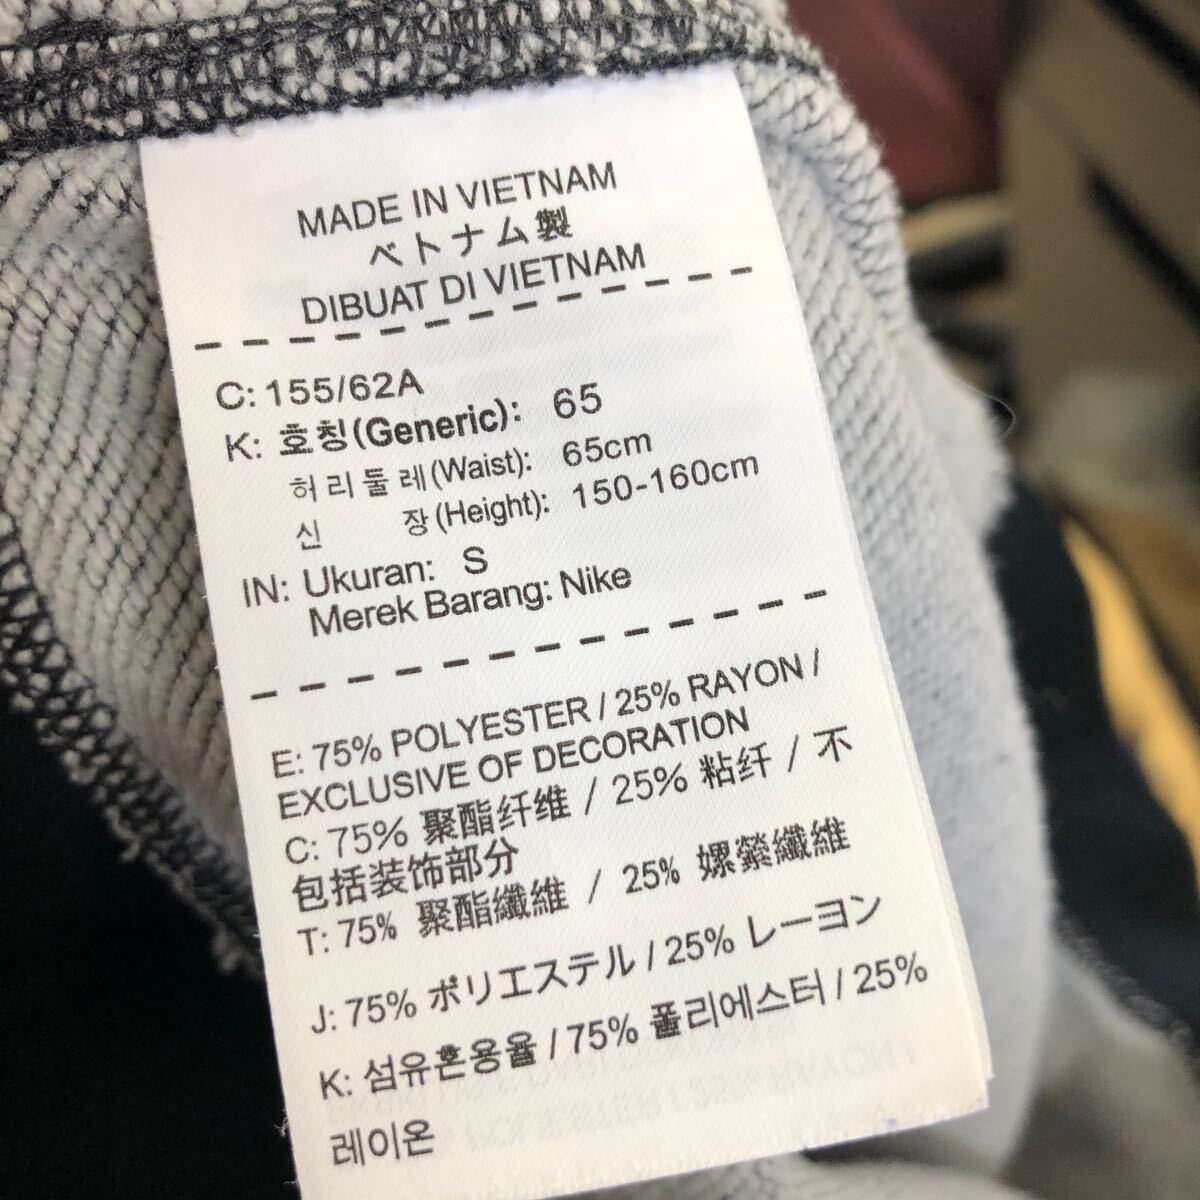 MADE IN VIETNAM
ベトナム製
DIBUAT DI VIETNAM
C: 155/62A
K: 호칭(Generic): 65
허리둘레(Waist): 65cm
신 장(Height): 150-160cm
IN: Ukuran: S
Merek Barang: Nike
E: 75% POLYESTER / 25% RAYON /
EXCLUSIVE OF DECORATION
C: 75% 聚酯纤维 / 25% 粘纤 / 不
包括装饰部分
T: 75% 聚酯纖維 / 25% 嫘縈纖維
J: 75% ポリエステル / 25% レーヨン
K: 섬유혼용율 / 75% 폴리에스터 / 25%
레이온